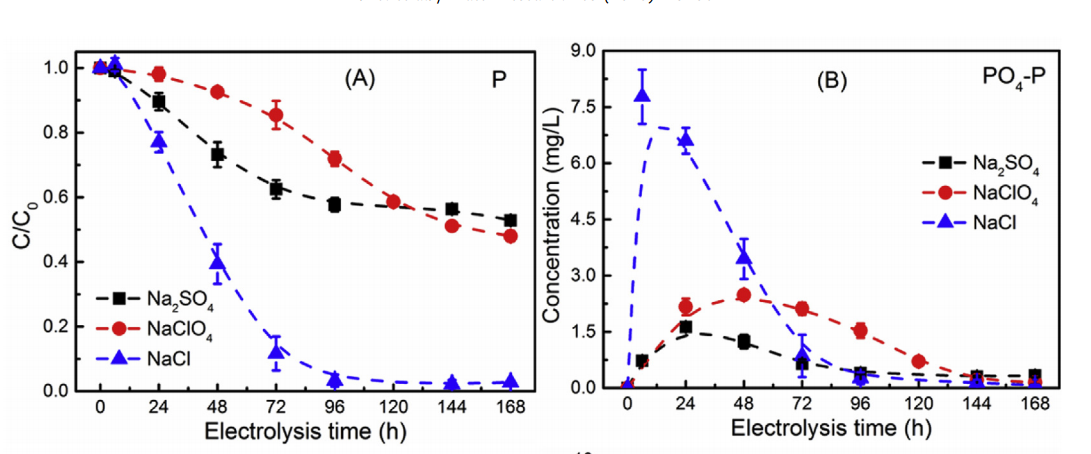 (A)
P
C/C0
1.0
0.8
0.6
0.4
0.2
0.0
Na2SO4
NaClO4
NaCl
0 24 48 72 96 120 144 168
Electrolysis time (h)
(B)
PO4-P
Concentration (mg/L)
9.0
7.5
6.0
4.5
3.0
1.5
0.0
Na2SO4
NaClO4
NaCl
0 24 48 72 96 120 144 168
Electrolysis time (h)